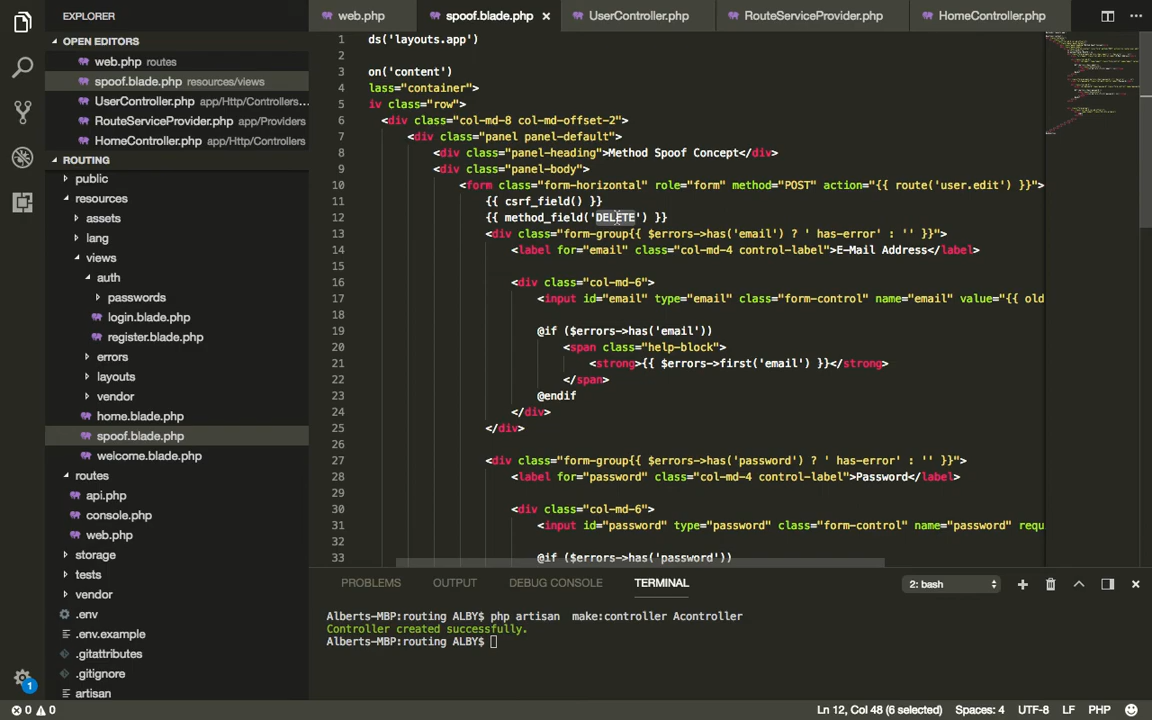 EXPLORER
OPEN EDITORS
web.php routes
spoof.blade.php resources/views
UserController.php app/Http/Controllers...
RouteServiceProvider.php app/Providers
HomeController.php app/Http/Controllers
ROUTING
public
resources
assets
lang
views
auth
passwords
login.blade.php
register.blade.php
errors
layouts
vendor
home.blade.php
spoof.blade.php
welcome.blade.php
routes
api.php
console.php
web.php
storage
tests
vendor
.env
.env.example
.gitattributes
.gitignore
artisan
1
web.php spoof.blade.php UserController.php RouteServiceProvider.php HomeController.php
1 ds('layouts.app')
2
3 on('content')
4 lass="container">
5 iv class="row">
6 <div class="col-md-8 col-md-offset-2">
7 <div class="panel panel-default">
8 <div class="panel-heading">Method Spoof Concept</div>
9 <div class="panel-body">
10 <form class="form-horizontal" role="form" method="POST" action="{{ route('user.edit') }}">
11 {{ csrf_field() }}
12 {{ method_field('DELETE') }}
13 <div class="form-group{{ $errors->has('email') ? ' has-error' : '' }}">
14 <label for="email" class="col-md-4 control-label">E-Mail Address</label>
15
16 <div class="col-md-6">
17 <input id="email" type="email" class="form-control" name="email" value="{{ old
18
19 @if ($errors->has('email'))
20 <span class="help-block">
21 <strong>{{ $errors->first('email') }}</strong>
22 </span>
23 @endif
24 </div>
25 </div>
26
27 <div class="form-group{{ $errors->has('password') ? ' has-error' : '' }}">
28 <label for="password" class="col-md-4 control-label">Password</label>
29
30 <div class="col-md-6">
31 <input id="password" type="password" class="form-control" name="password" requ
32
33 @if ($errors->has('password'))
PROBLEMS OUTPUT DEBUG CONSOLE TERMINAL 2: bash
Alberts-MBP:routing ALBY$ php artisan  make:controller Acontroller
Controller created successfully.
Alberts-MBP:routing ALBY$
0 0 Ln 12, Col 48 (6 selected) Spaces: 4 UTF-8 LF PHP